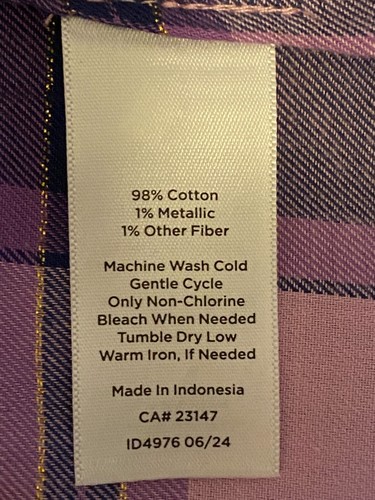 98% Cotton
1% Metallic
1% Other Fiber
Machine Wash Cold
Gentle Cycle
Only Non-Chlorine
Bleach When Needed
Tumble Dry Low
Warm Iron, If Needed
Made In Indonesia
CA# 23147
ID4976 06/24